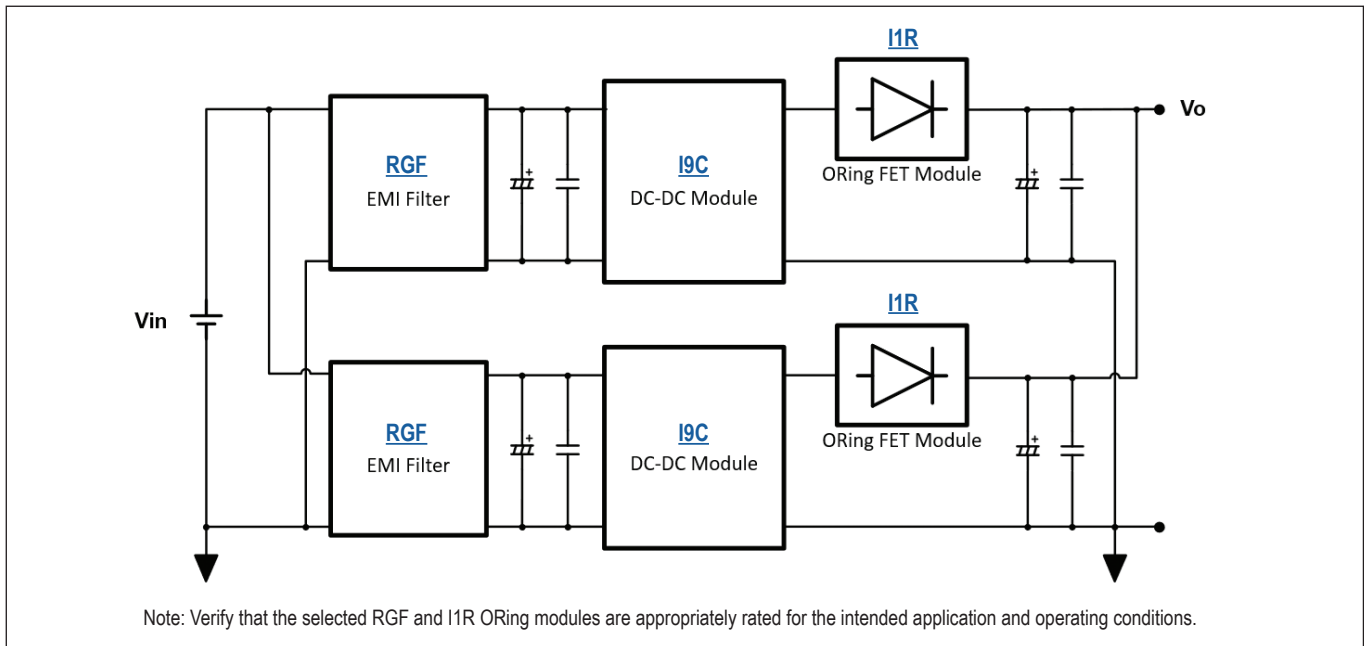 I1R
Vo
RGF
EMI Filter
+
I9C
DC-DC Module
ORing FET Module
+
I1R
Vin
RGF
EMI Filter
+
I9C
DC-DC Module
ORing FET Module
+
Note: Verify that the selected RGF and I1R ORing modules are appropriately rated for the intended application and operating conditions.